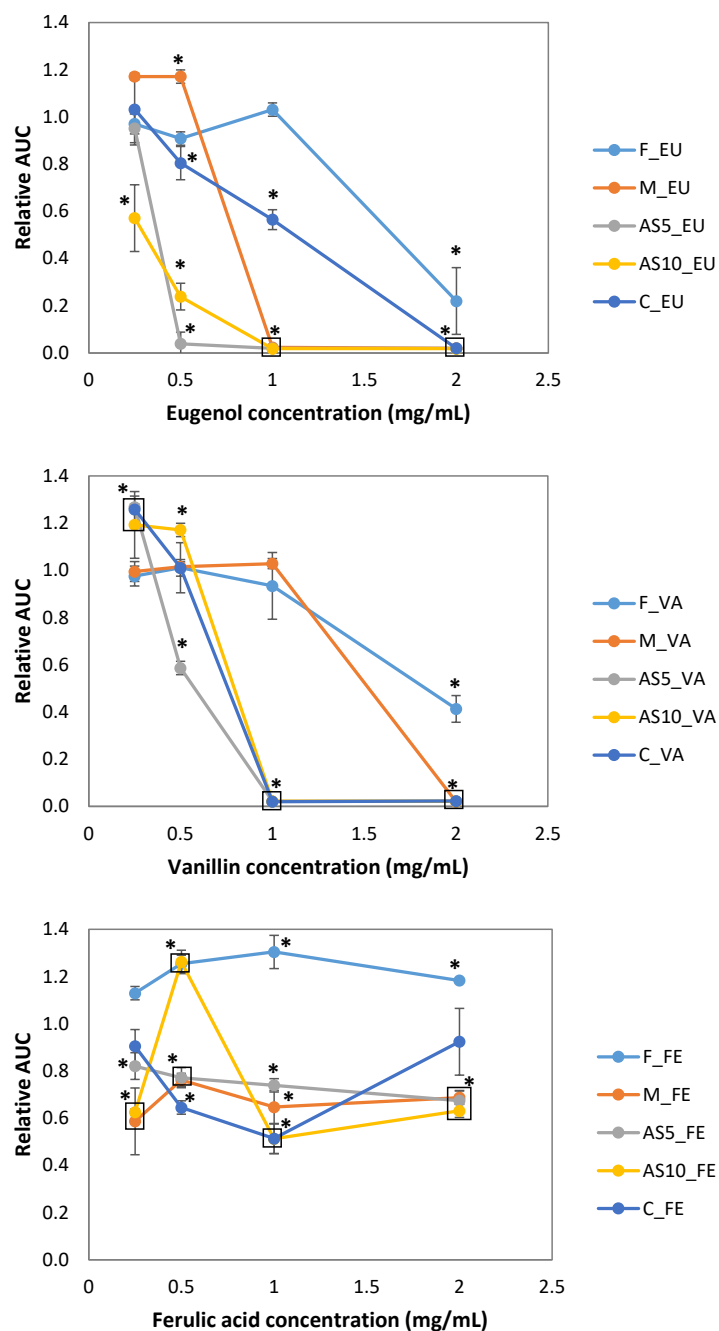 1.4
1.2
1.0
0.8
0.6
0.4
0.2
0.0
Relative AUC
* * * * * * * * *
0 0.5 1 1.5 2 2.5
Eugenol concentration (mg/mL)
F_EU
M_EU
AS5_EU
AS10_EU
C_EU
1.4
1.2
1.0
0.8
0.6
0.4
0.2
0.0
Relative AUC
* * * * * *
0 0.5 1 1.5 2 2.5
Vanillin concentration (mg/mL)
F_VA
M_VA
AS5_VA
AS10_VA
C_VA
1.4
1.2
1.0
0.8
0.6
0.4
0.2
0.0
Relative AUC
* * * * * * * * * * *
0 0.5 1 1.5 2 2.5
Ferulic acid concentration (mg/mL)
F_FE
M_FE
AS5_FE
AS10_FE
C_FE